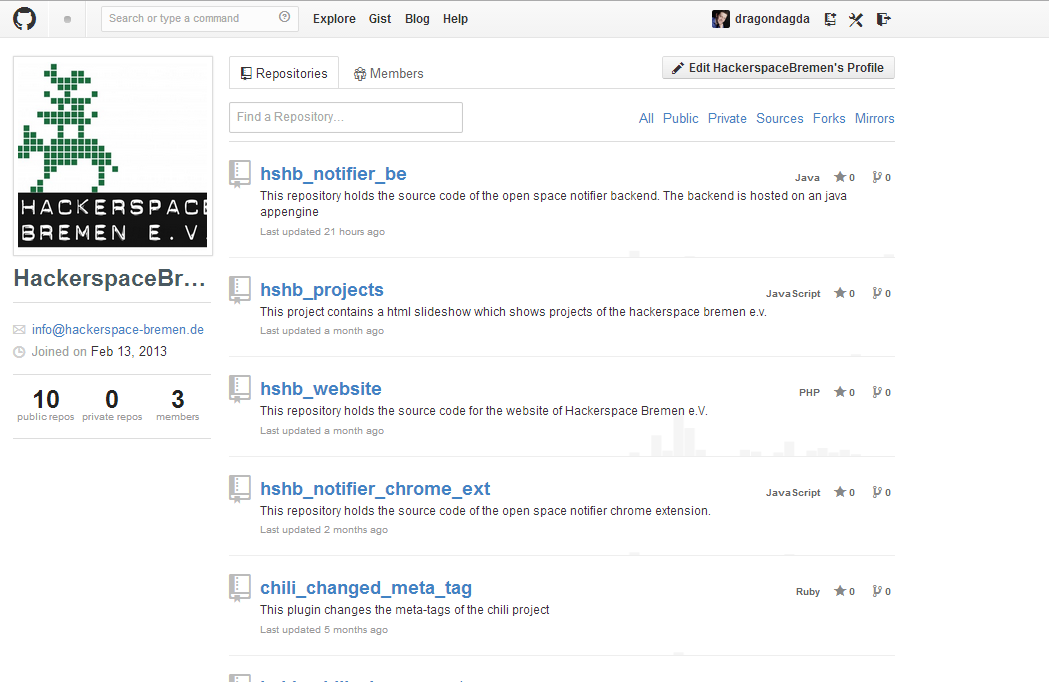 Search or type a command
Explore Gist Blog Help
dragondagda
HACKERSPACE
BREMEN E.V.
HackerspaceBr...
info@hackerspace-bremen.de
Joined on Feb 13, 2013
10 0 3
public repos private repos members
Repositories Members
Edit HackerspaceBremen's Profile
Find a Repository...
All Public Private Sources Forks Mirrors
hshb_notifier_be
Java 0 0
This repository holds the source code of the open space notifier backend. The backend is hosted on an java
appengine
Last updated 21 hours ago
hshb_projects
JavaScript 0 0
This project contains a html slideshow which shows projects of the hackerspace bremen e.v.
Last updated a month ago
hshb_website
PHP 0 0
This repository holds the source code for the website of Hackerspace Bremen e.V.
Last updated a month ago
hshb_notifier_chrome_ext
JavaScript 0 0
This repository holds the source code of the open space notifier chrome extension.
Last updated 2 months ago
chili_changed_meta_tag
Ruby 0 0
This plugin changes the meta-tags of the chili project
Last updated 5 months ago